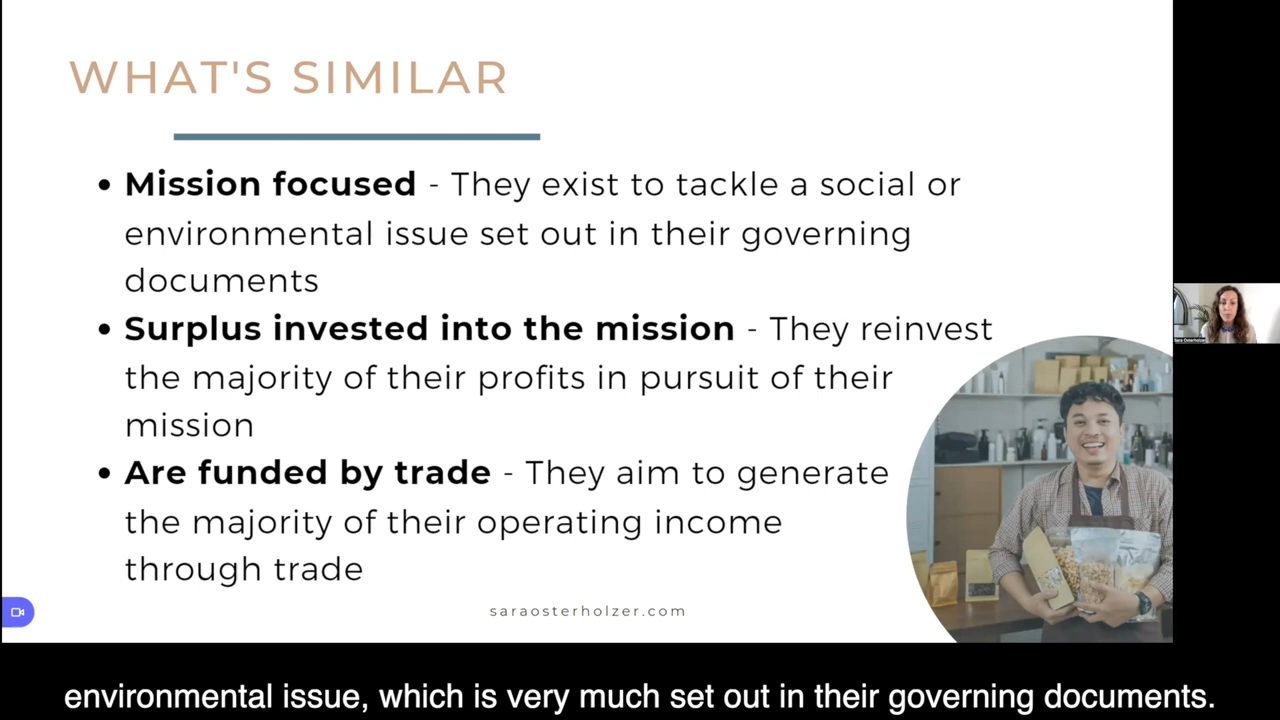 WHAT'S SIMILAR
• Mission focused - They exist to tackle a social or
environmental issue set out in their governing
documents
• Surplus invested into the mission - They reinvest
the majority of their profits in pursuit of their
mission
• Are funded by trade - They aim to generate
the majority of their operating income
through trade
saraosterholzer.com
Sara Osterholzer
environmental issue, which is very much set out in their governing documents.